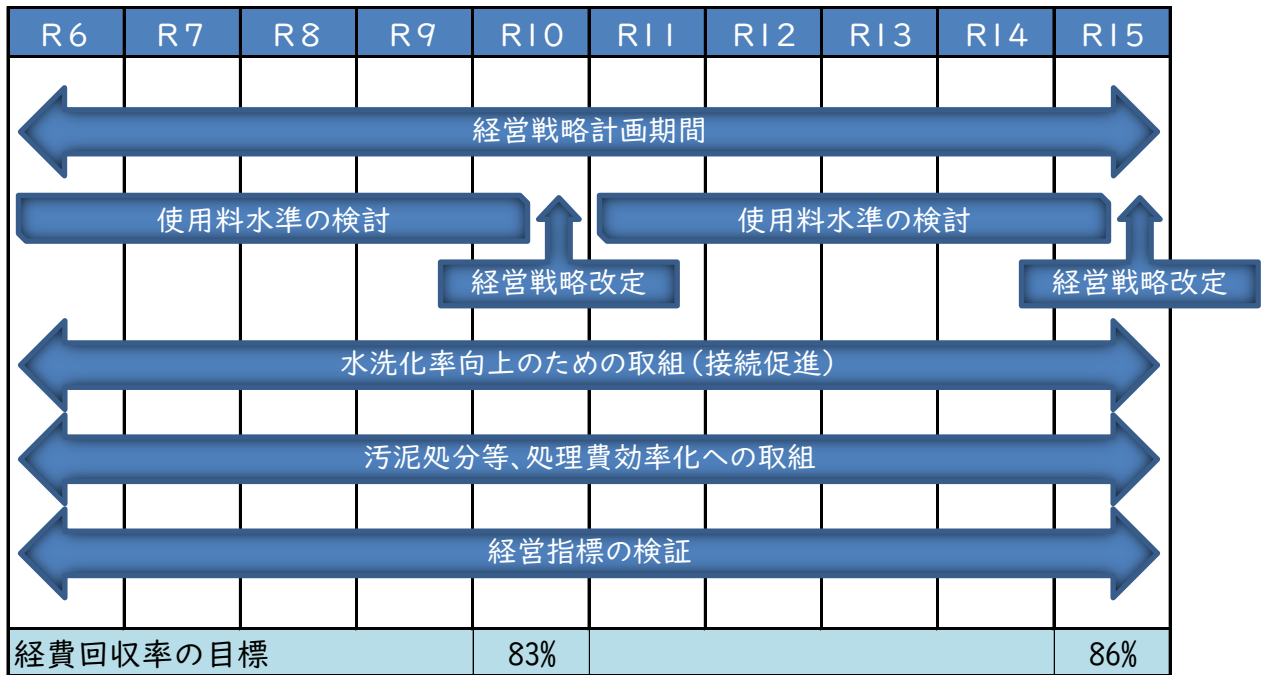 R6 R7 R8 R9 R10 R11 R12 R13 R14 R15
経営戦略計画期間
使用料水準の検討 使用料水準の検討
経営戦略改定 経営戦略改定
水洗化率向上のための取組(接続促進)
汚泥処分等、処理費効率化への取組
経営指標の検証
経費回収率の目標 83% 86%